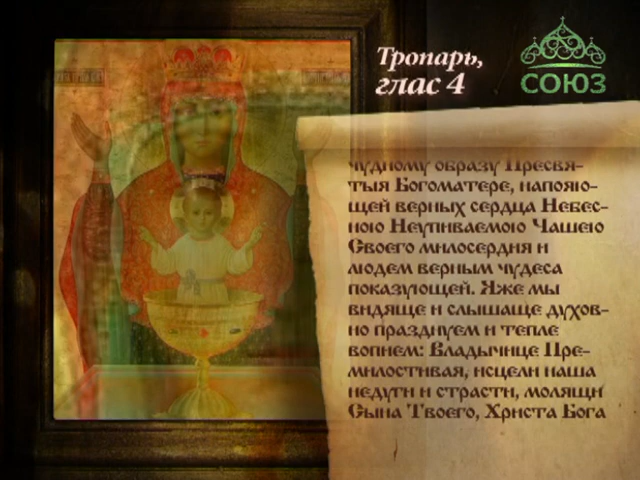 Тропарь,
глас 4
СОЮЗ
чудному образу Пресвя-
тыя Богоматере, напояю-
щей верных сердца Небес-
ною Неупиваемою Чашею
Своего милосердия и
людем верным чудеса
показующей. Яже мы
видяще и слышаще духов-
но празднуем и тепле
вопием: Владычице Пре-
милостивая, исцели наша
недуги и страсти, молящи
Сына Твоего, Христа Бога